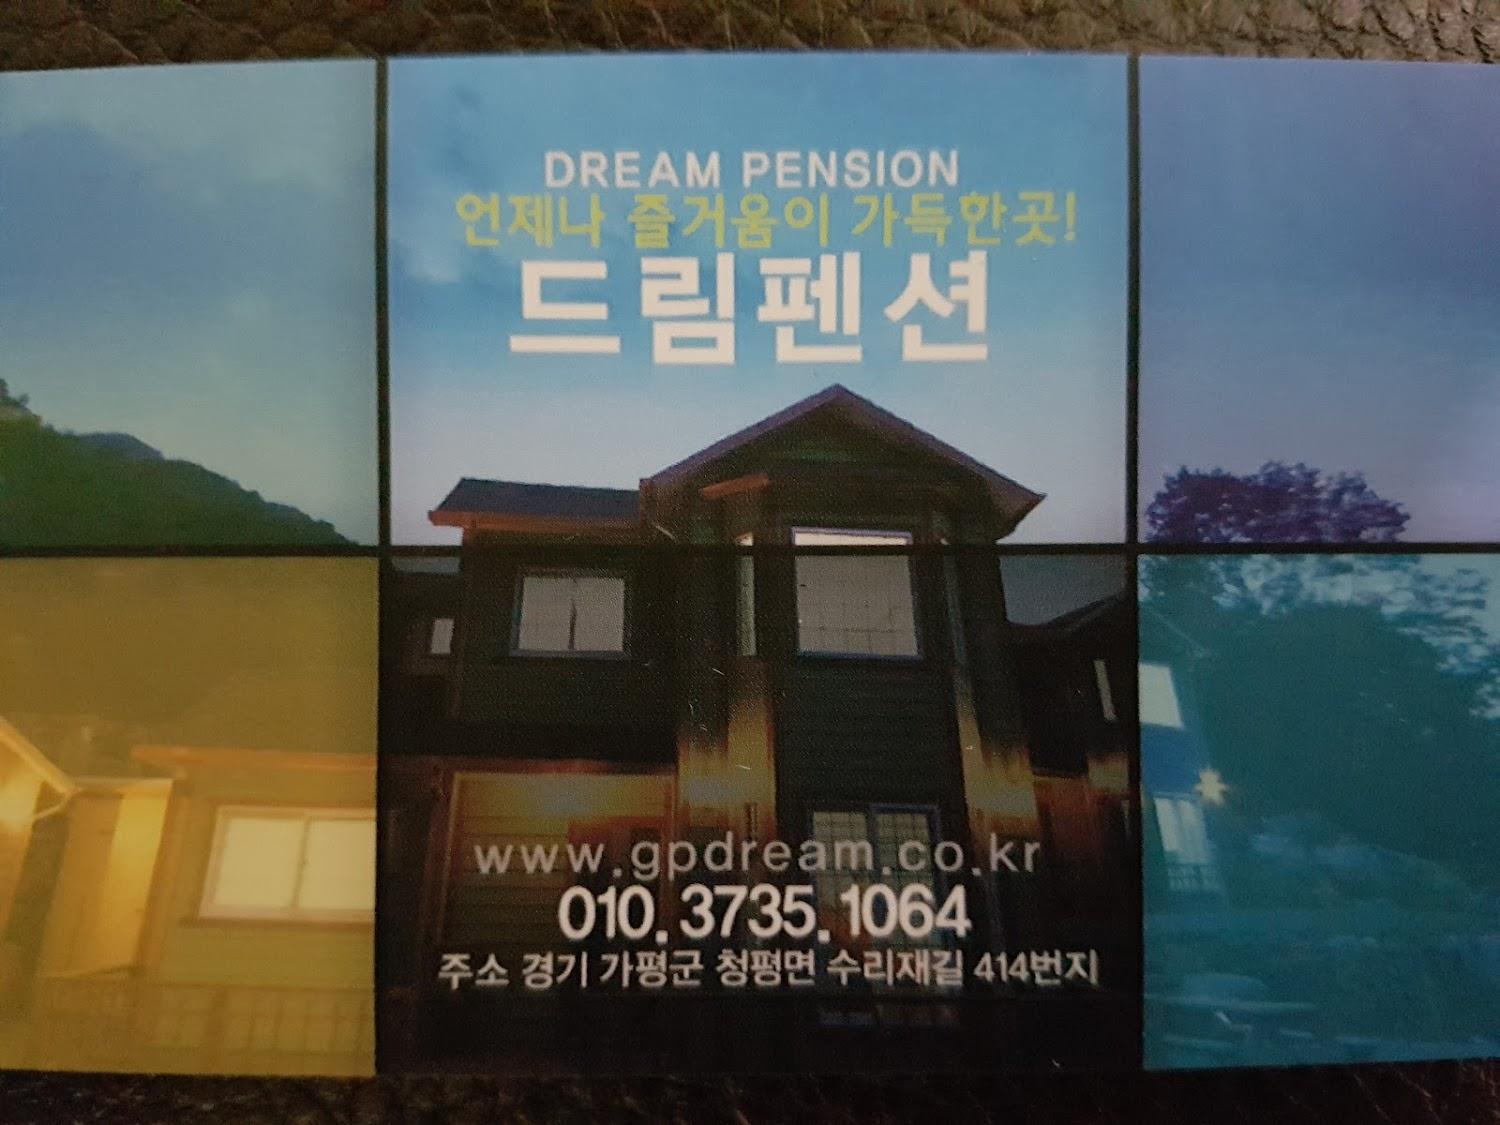 DREAM PENSION
언제나 즐거움이 가득한곳!
드림펜션
www.gpdream.co.kr
010.3735.1064
주소 경기 가평군 청평면 수리재길 414번지